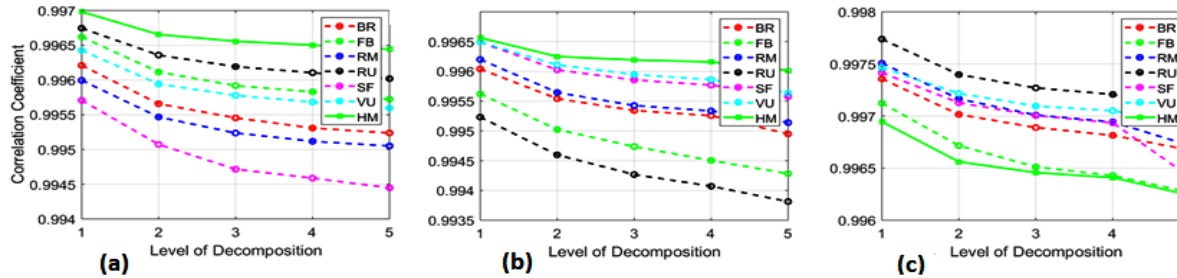 Correlation Coefficient
0.997
0.9965
0.996
0.9955
0.995
0.9945
0.994
1 2 3 4 5
Level of Decomposition
BR
FB
RM
RU
SF
VU
HM
(a)
0.9965
0.996
0.9955
0.995
0.9945
0.994
0.9935
1 2 3 4 5
Level of Decomposition
BR
FB
RM
RU
SF
VU
HM
(b)
0.998
0.9975
0.997
0.9965
0.996
1 2 3 4
Level of Decomposition
BR
FB
RM
RU
SF
VU
HM
(c)